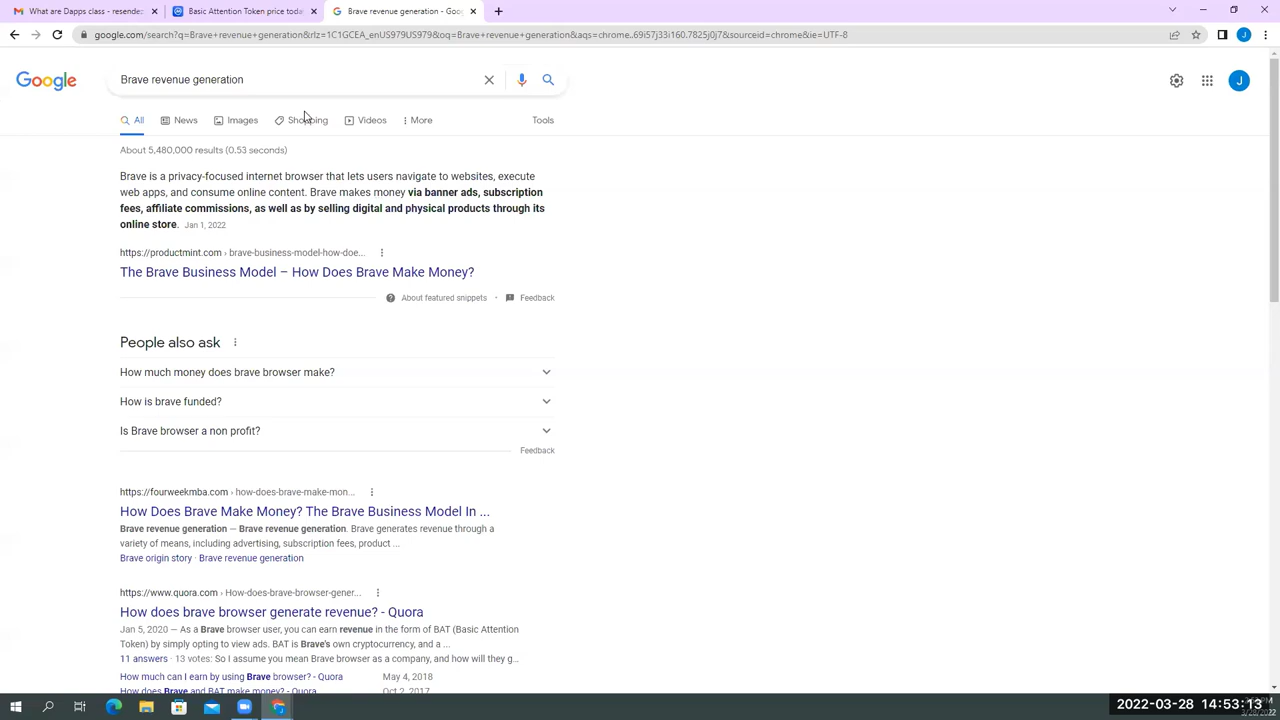 What are Dapps class - resende:
Basic Attention Token price toda
Brave revenue generation - Goo
google.com/search?q=Brave+revenue+generation&rlz=1C1GCEA_enUS979US979&oq=Brave+revenue+generation&aqs=chrome..69i57j33i160.7825j0j7&sourceid=chrome&ie=UTF-8
J
Google
Brave revenue generation
J
All
News
Images
Shopping
Videos
More
Tools
About 5,480,000 results (0.53 seconds)
Brave is a privacy-focused internet browser that lets users navigate to websites, execute
web apps, and consume online content. Brave makes money via banner ads, subscription
fees, affiliate commissions, as well as by selling digital and physical products through its
online store. Jan 1, 2022
https://productmint.com › brave-business-model-how-doe...
The Brave Business Model – How Does Brave Make Money?
About featured snippets • Feedback
People also ask
How much money does brave browser make?
How is brave funded?
Is Brave browser a non profit?
Feedback
https://fourweekmba.com › how-does-brave-make-mon...
How Does Brave Make Money? The Brave Business Model In ...
Brave revenue generation — Brave revenue generation. Brave generates revenue through a
variety of means, including advertising, subscription fees, product ...
Brave origin story · Brave revenue generation
https://www.quora.com › How-does-brave-browser-gener...
How does brave browser generate revenue? - Quora
Jan 5, 2020 — As a Brave browser user, you can earn revenue in the form of BAT (Basic Attention
Token) by simply opting to view ads. BAT is Brave's own cryptocurrency, and a ...
11 answers · 13 votes: So I assume you mean Brave browser as a company, and how will they g...
How much can I earn by using Brave browser? - Quora May 4, 2018
How does Brave and BAT make money? - Quora Oct 2, 2017
2022-03-28 14:53:13